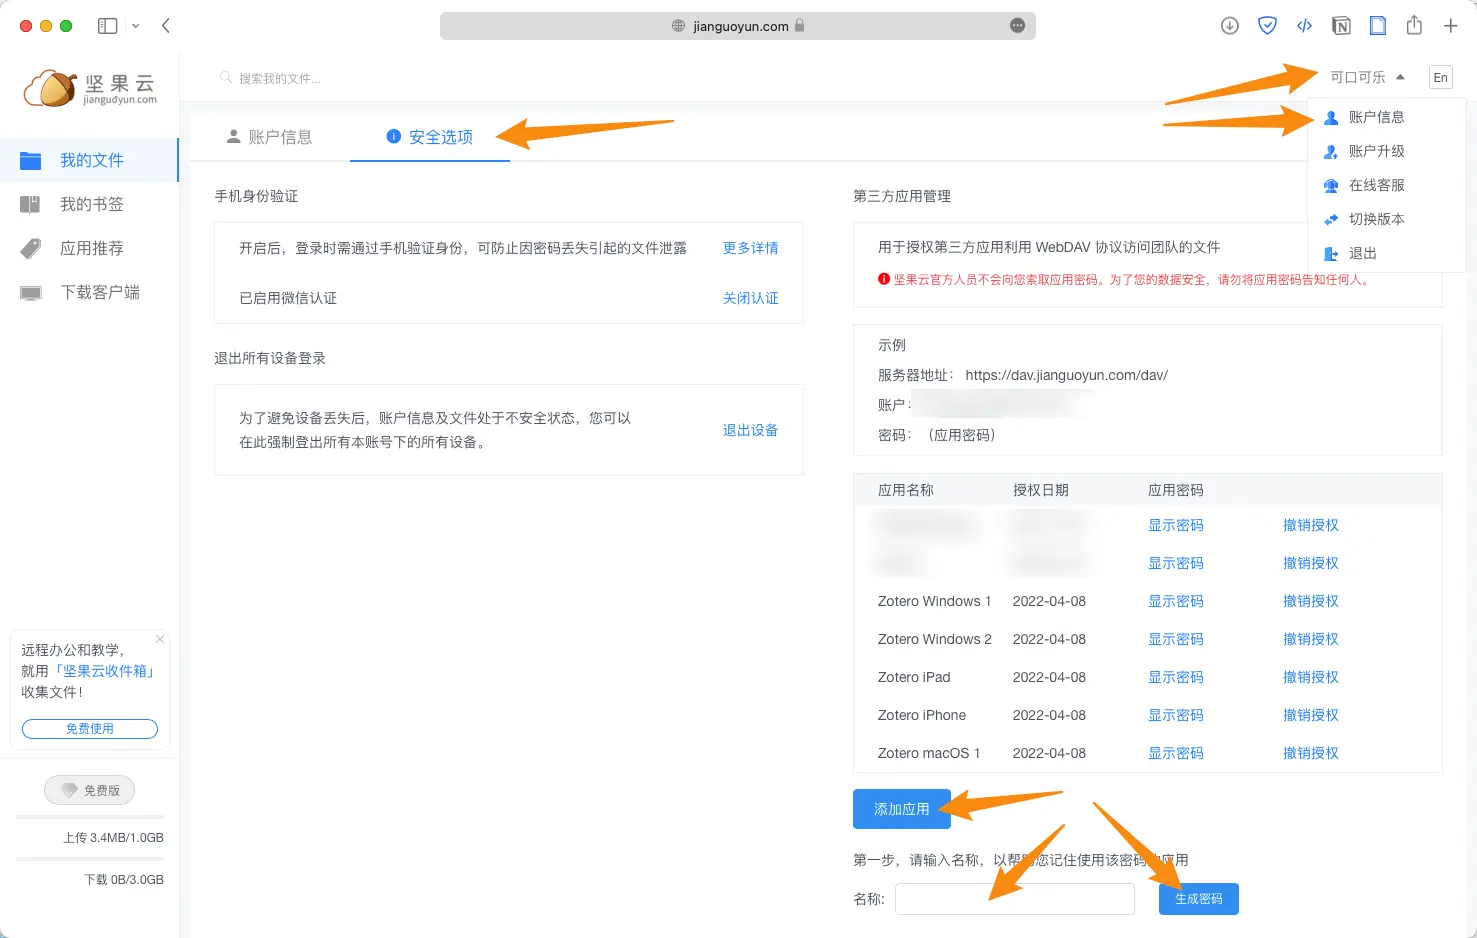 jianguoyun.com
坚果云
jianguoyun.com
搜索我的文件...
可口可乐
En
账户信息
账户升级
在线客服
切换版本
退出
我的文件
我的书签
应用推荐
下载客户端
账户信息
安全选项
手机身份验证
开启后，登录时需通过手机验证身份，可防止因密码丢失引起的文件泄露 更多详情
已启用微信认证 关闭认证
退出所有设备登录
为了避免设备丢失后，账户信息及文件处于不安全状态，您可以
在此强制登出所有本账号下的所有设备。
退出设备
第三方应用管理
用于授权第三方应用利用 WebDAV 协议访问团队的文件
坚果云官方人员不会向您索取应用密码。为了您的数据安全，请勿将应用密码告知任何人。
示例
服务器地址： https://dav.jianguoyun.com/dav/
账户：
密码： （应用密码）
应用名称 授权日期 应用密码
显示密码 撤销授权
显示密码 撤销授权
Zotero Windows 1 2022-04-08 显示密码 撤销授权
Zotero Windows 2 2022-04-08 显示密码 撤销授权
Zotero iPad 2022-04-08 显示密码 撤销授权
Zotero iPhone 2022-04-08 显示密码 撤销授权
Zotero macOS 1 2022-04-08 显示密码 撤销授权
添加应用
第一步，请输入名称，以帮助您记住使用该密码的应用
名称: 生成密码
远程办公和教学，
就用「坚果云收件箱」
收集文件！
免费使用
免费版
上传 3.4MB/1.0GB
下载 0B/3.0GB